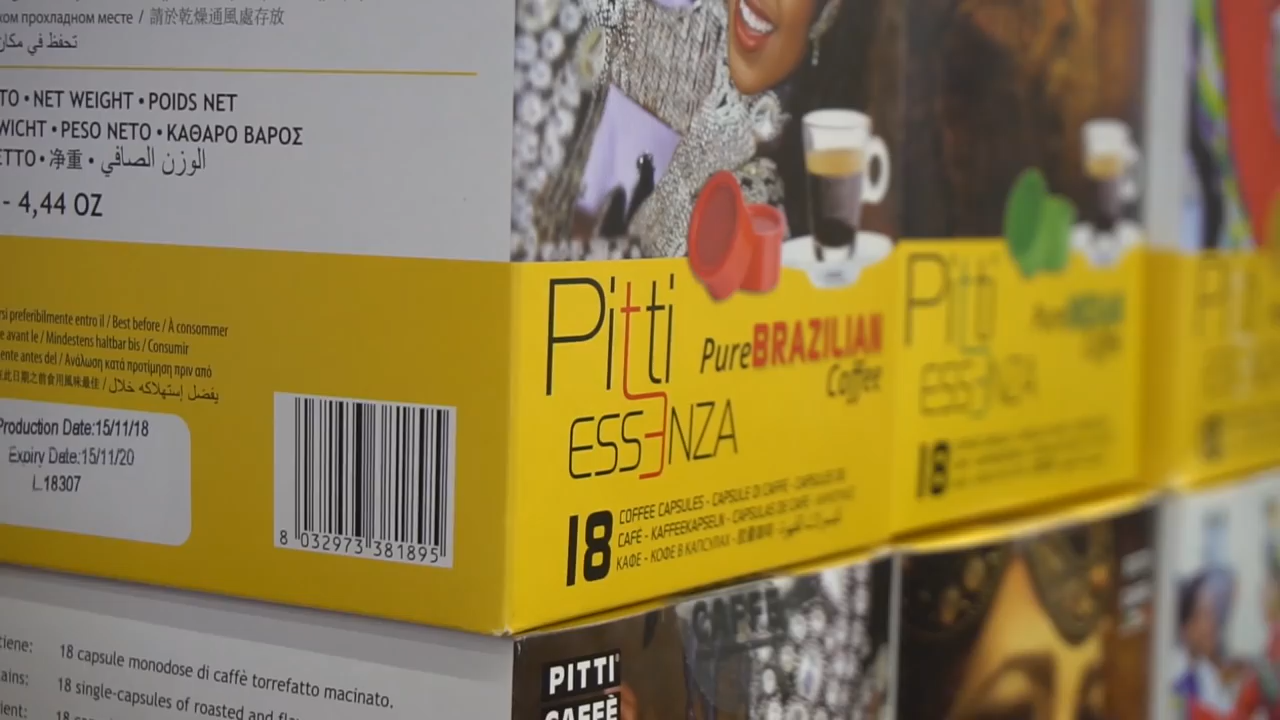 ком прохладном месте / 請於乾燥通風處存放
تحفظ في مكان
TO • NET WEIGHT • POIDS NET
WICHT • PESO NETO • ΚΑΘΑΡΟ ΒΑΡΟΣ
ETTO • 净重 • الوزن الصافي
- 4,44 OZ
rsi preferibilmente entro il / Best before / À consommer
e avant le / Mindestens haltbar bis / Consumir
ente antes del / Ανάλωση κατά προτίμηση πριν από
此日期之前食用風味最佳 / يفضل إستهلاكه خلال
Production Date:15/11/18
Expiry Date:15/11/20
L.18307
8 032973 381895
Pitti
ESSENZA
Pure BRAZILIAN
Coffee
18
COFFEE CAPSULES - CAPSULE DI CAFFÈ - CAPSULES DE
CAFÉ - KAFFEEKAPSELN - CAPSULAS DE CAFÉ
КАФЕ - КОФЕ В КАПСУЛАХ
Pitti
ESSENZA
Pure
Coffee
18
tiene: 18 capsule monodose di caffè torrefatto macinato.
ains: 18 single-capsules of roasted and
ient: 18
CAFFÈ
PITTI
CAFFÈ